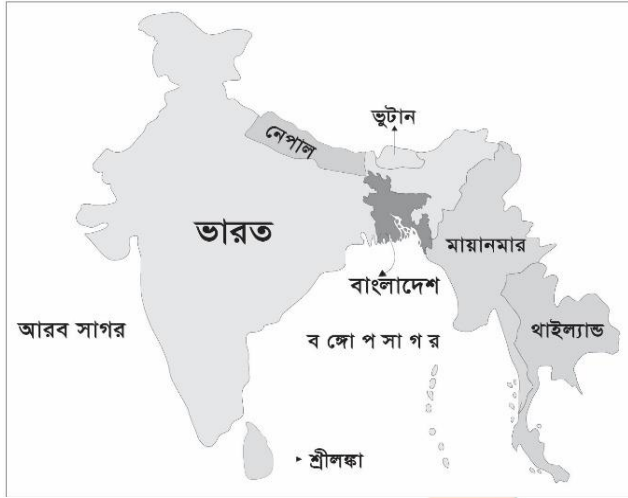 ভুটান
নেপাল
ভারত
মায়ানমার
বাংলাদেশ
আরব সাগর
ব ঙ্গো প সা গ র
থাইল্যান্ড
শ্রীলঙ্কা